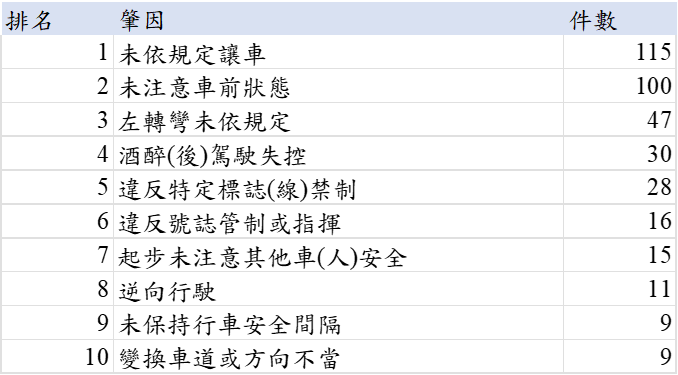 排名 肇因 件數
1 未依規定讓車 115
2 未注意車前狀態 100
3 左轉彎未依規定 47
4 酒醉(後)駕駛失控 30
5 違反特定標誌(線)禁制 28
6 違反號誌管制或指揮 16
7 起步未注意其他車(人)安全 15
8 逆向行駛 11
9 未保持行車安全間隔 9
10 變換車道或方向不當 9